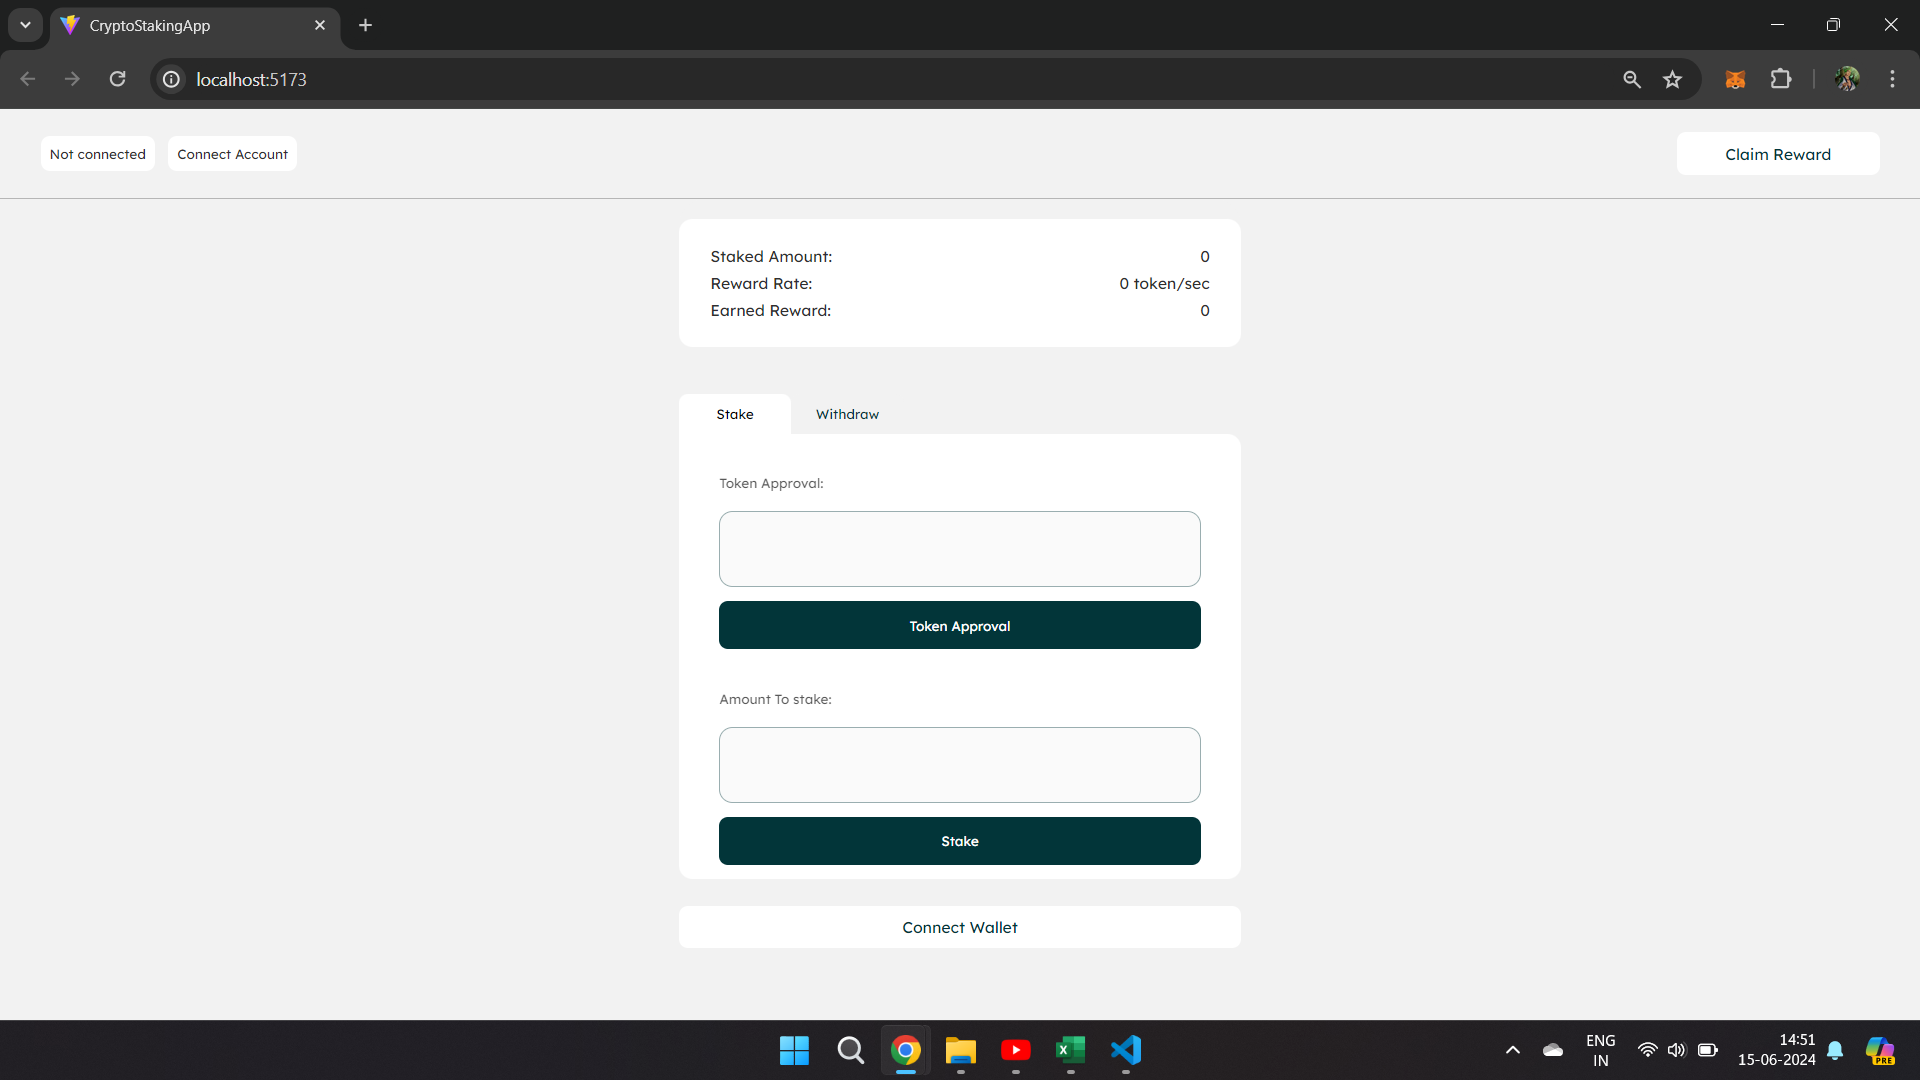 CryptoStakingApp
localhost:5173
Not connected
Connect Account
Claim Reward
Staked Amount: 0
Reward Rate: 0 token/sec
Earned Reward: 0
Stake Withdraw
Token Approval:
Token Approval
Amount To stake:
Stake
Connect Wallet
ENG
IN
14:51
15-06-2024
PRE